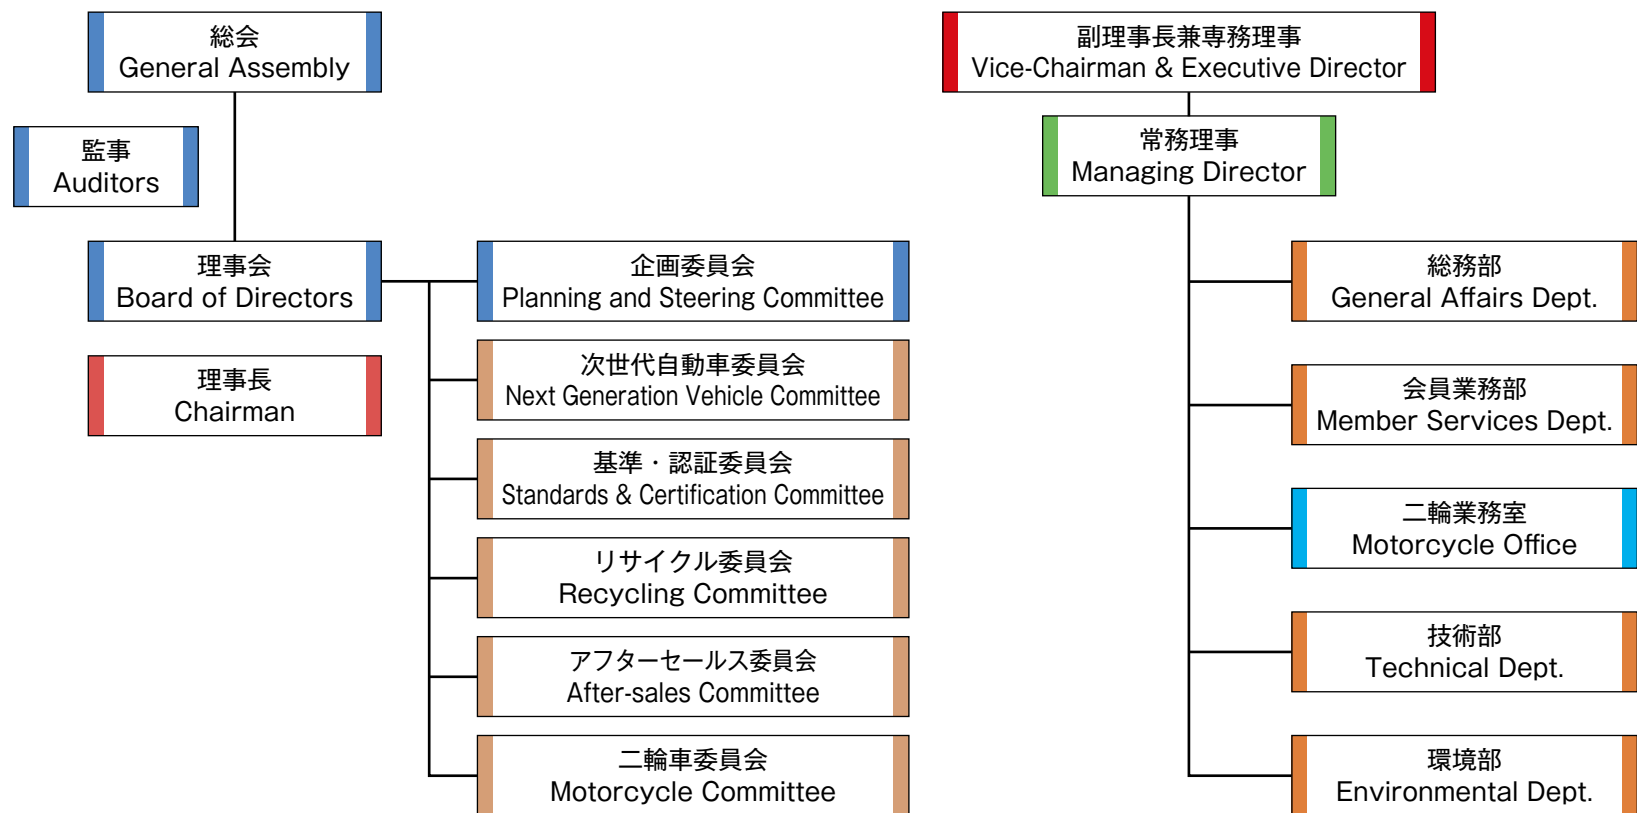 総会
General Assembly
監事
Auditors
理事会
Board of Directors
理事長
Chairman
企画委員会
Planning and Steering Committee
次世代自動車委員会
Next Generation Vehicle Committee
基準・認証委員会
Standards & Certification Committee
リサイクル委員会
Recycling Committee
アフターセールス委員会
After-sales Committee
二輪車委員会
Motorcycle Committee
副理事長兼専務理事
Vice-Chairman & Executive Director
常務理事
Managing Director
総務部
General Affairs Dept.
会員業務部
Member Services Dept.
二輪業務室
Motorcycle Office
技術部
Technical Dept.
環境部
Environmental Dept.